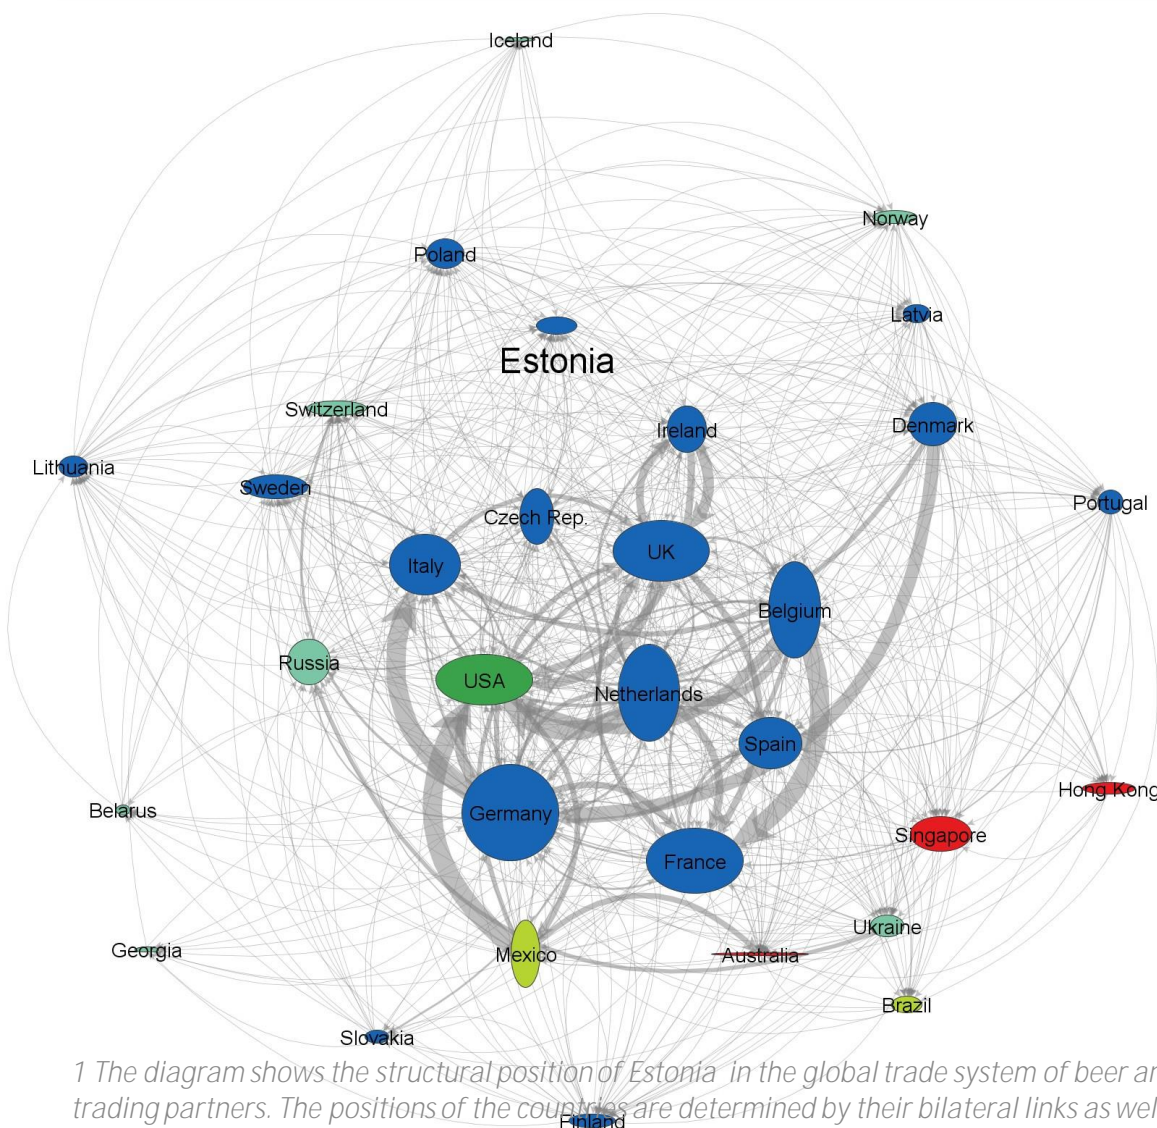 Iceland
Norway
Poland
Latvia
Estonia
Switzerland
Ireland
Denmark
Lithuania
Sweden
Portugal
Czech Rep.
UK
Italy
Belgium
Russia
USA
Netherlands
Spain
Hong Kong
Belarus
Germany
Singapore
France
Ukraine
Georgia
Mexico
Australia
Brazil
Slovakia
1 The diagram shows the structural position of Estonia in the global trade system of beer an
trading partners. The positions of the countries are determined by their bilateral links as wel
Finland